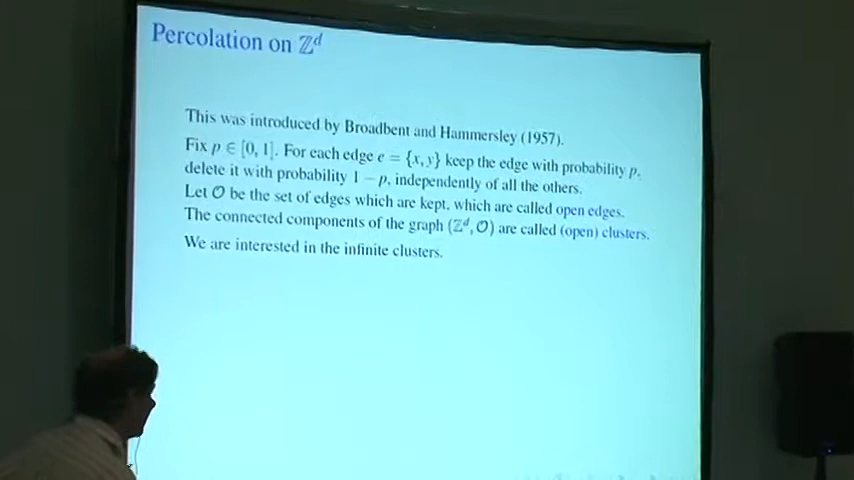 Percolation on ℤᵈ
This was introduced by Broadbent and Hammersley (1957).
Fix p ∈ [0, 1]. For each edge e = {x, y} keep the edge with probability p,
delete it with probability 1 − p, independently of all the others.
Let 𝒪 be the set of edges which are kept, which are called open edges.
The connected components of the graph (ℤᵈ, 𝒪) are called (open) clusters.
We are interested in the infinite clusters.